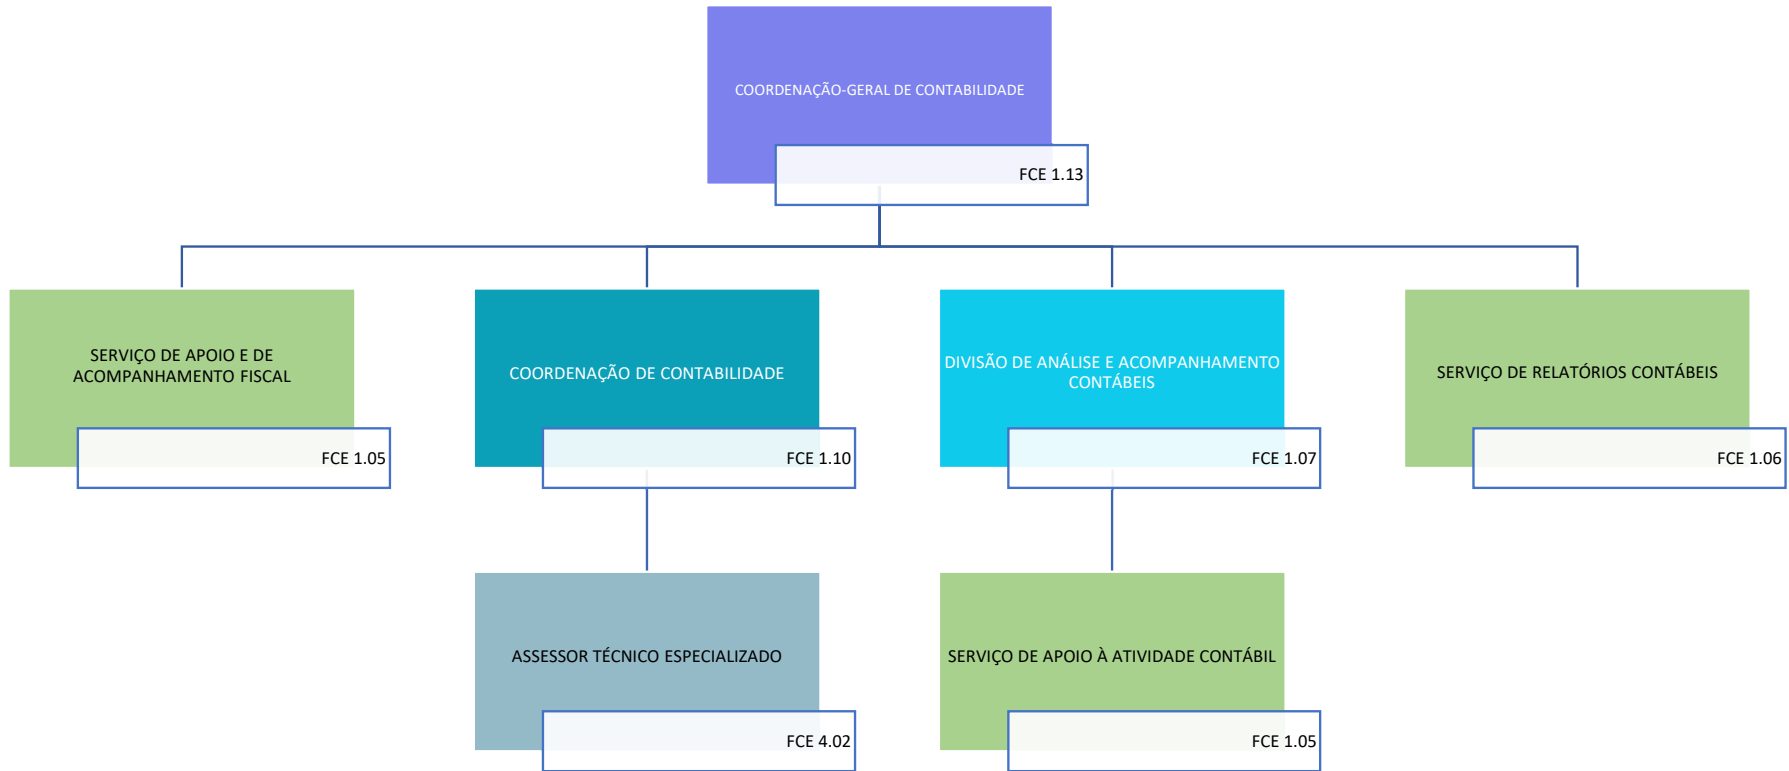 COORDENAÇÃO-GERAL DE CONTABILIDADE
FCE 1.13
SERVIÇO DE APOIO E DE
ACOMPANHAMENTO FISCAL
FCE 1.05
COORDENAÇÃO DE CONTABILIDADE
FCE 1.10
DIVISÃO DE ANÁLISE E ACOMPANHAMENTO
CONTÁBEIS
FCE 1.07
SERVIÇO DE RELATÓRIOS CONTÁBEIS
FCE 1.06
ASSESSOR TÉCNICO ESPECIALIZADO
FCE 4.02
SERVIÇO DE APOIO À ATIVIDADE CONTÁBIL
FCE 1.05